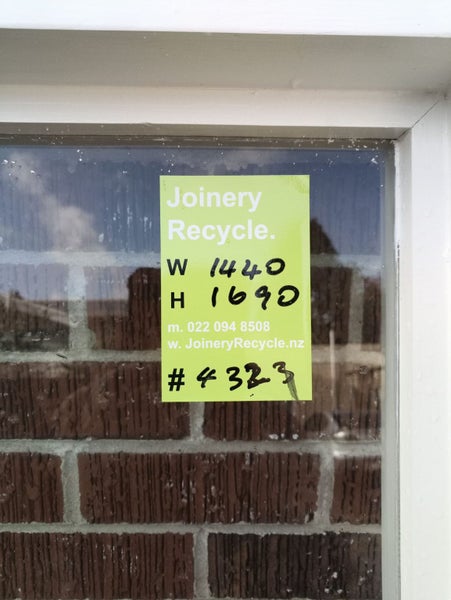 Joinery
Recycle.
W 1440
H 1690
m. 022 094 8508
w. JoineryRecycle.nz
# 4323